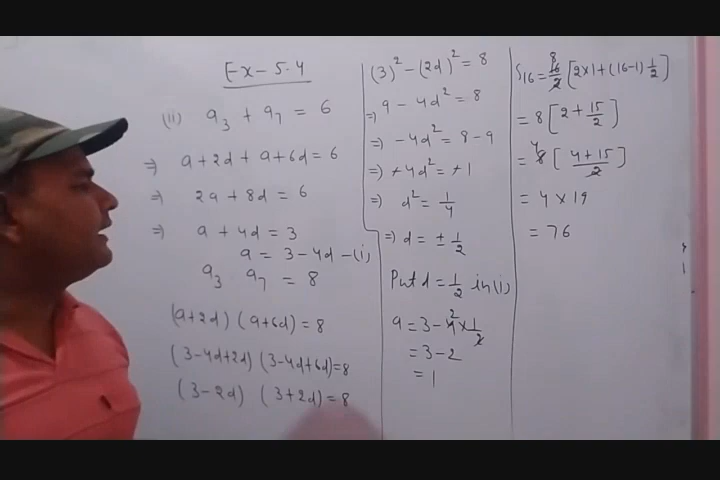 Ex-5.4
(ii) a₃ + a₇ = 6
⇒ a+2d+a+6d=6
⇒ 2a+8d=6
⇒ a+4d=3
a=3-4d-(i)
a₃ a₇ = 8
(a+2d) (a+6d)=8
(3-4d+2d) (3-4d+6d)=8
(3-2d) (3+2d)=8
(3)²-(2d)²=8
⇒ 9-4d²=8
⇒ -4d²=8-9
⇒ -4d²=-1
⇒ d²=1/4
⇒ d=±1/2
Put d=1/2 in (i)
a=3-4×1/2
=3-2
=1
S₁₆=16/2[2×1+(16-1)1/2]
=8[2+15/2]
=8[4+15/2]
=4×19
=76